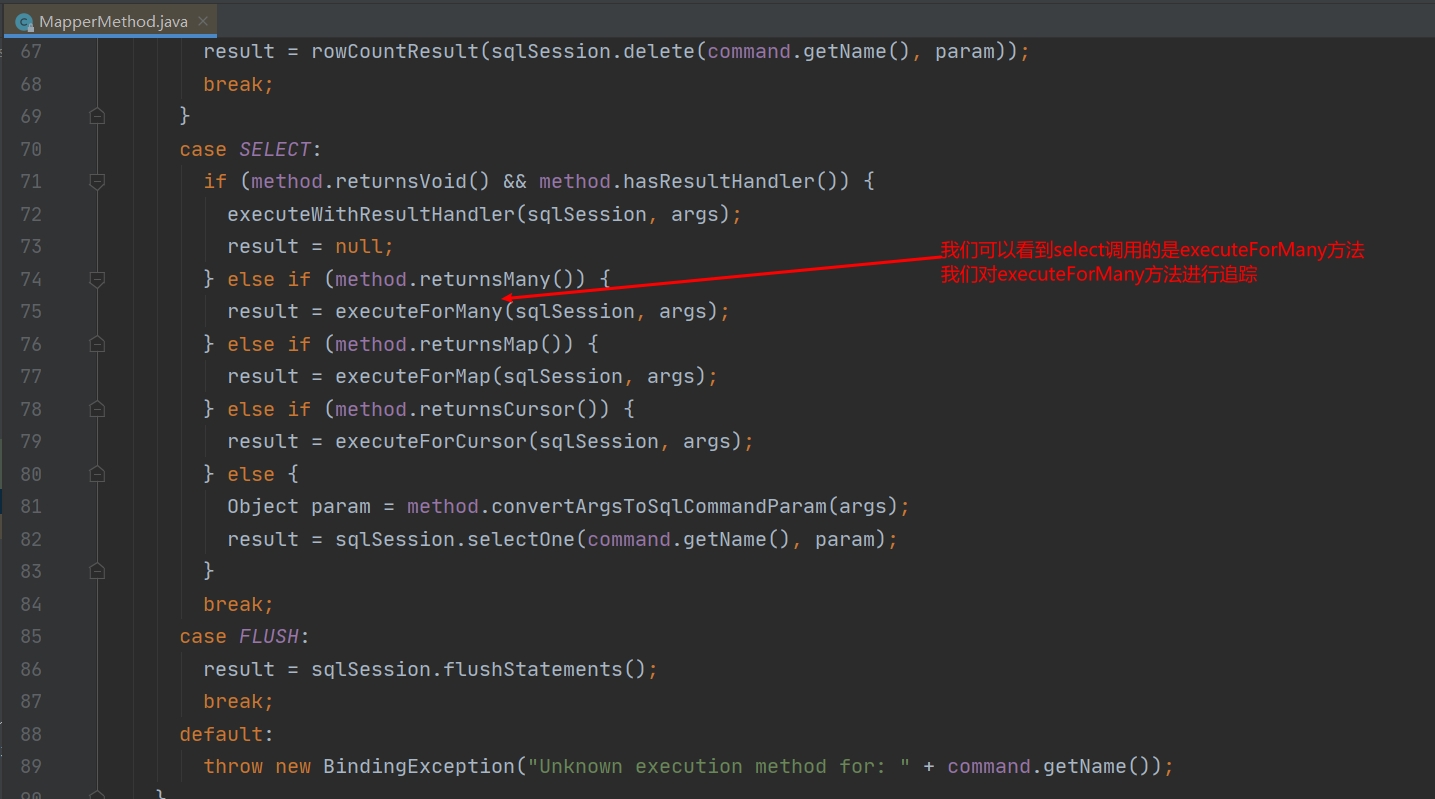 MapperMethod.java
67 result = rowCountResult(sqlSession.delete(command.getName(), param));
68 break;
69 }
70 case SELECT:
71 if (method.returnsVoid() && method.hasResultHandler()) {
72 executeWithResultHandler(sqlSession, args);
73 result = null;
我们可以看到select调用的是executeForMany方法
74 } else if (method.returnsMany()) {
我们对executeForMany方法进行追踪
75 result = executeForMany(sqlSession, args);
76 } else if (method.returnsMap()) {
77 result = executeForMap(sqlSession, args);
78 } else if (method.returnsCursor()) {
79 result = executeForCursor(sqlSession, args);
80 } else {
81 Object param = method.convertArgsToSqlCommandParam(args);
82 result = sqlSession.selectOne(command.getName(), param);
83 }
84 break;
85 case FLUSH:
86 result = sqlSession.flushStatements();
87 break;
88 default:
89 throw new BindingException("Unknown execution method for: " + command.getName());
90 }